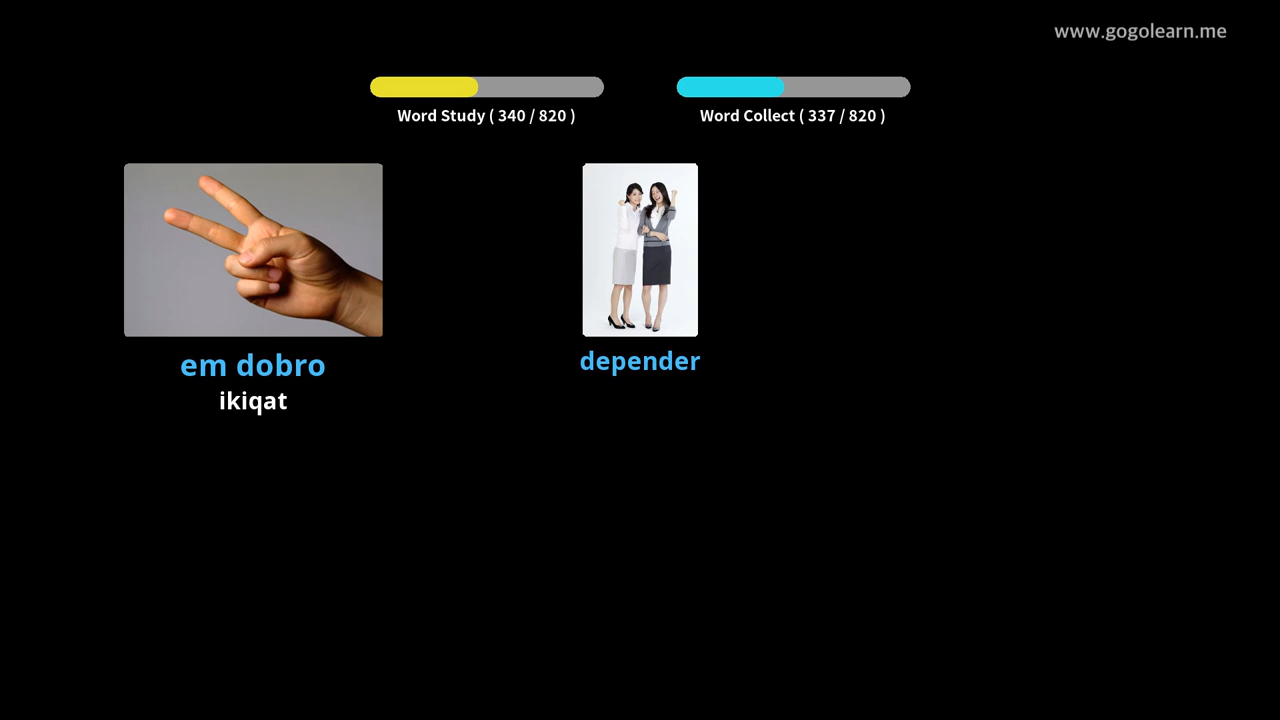 www.gogolearn.me
Word Study ( 340 / 820 )
Word Collect ( 337 / 820 )
em dobro
ikiqat
depender